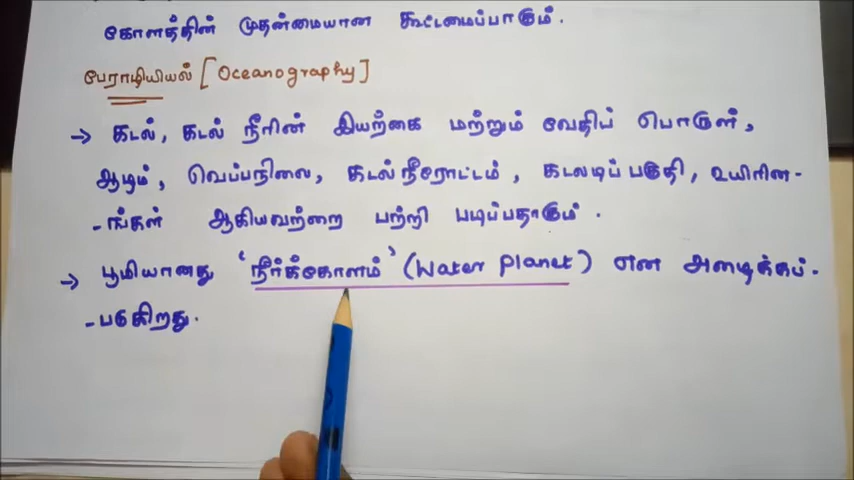 கோளத்தின் முதன்மையான கூட்டமைப்பாகும்.
பேராழியியல் [Oceanography]
→ கடல், கடல் நீரின் இயற்கை மற்றும் வேதிப் பொருள்,
ஆழம், வெப்பநிலை, கடல்நீரோட்டம், கடலடிப் பகுதி, உயிரின-
-ங்கள் ஆகியவற்றை பற்றி படிப்பதாகும்.
→ பூமியானது 'நீர்க்கோளம்' (Water Planet) என அழைக்கப்-
-படுகிறது.